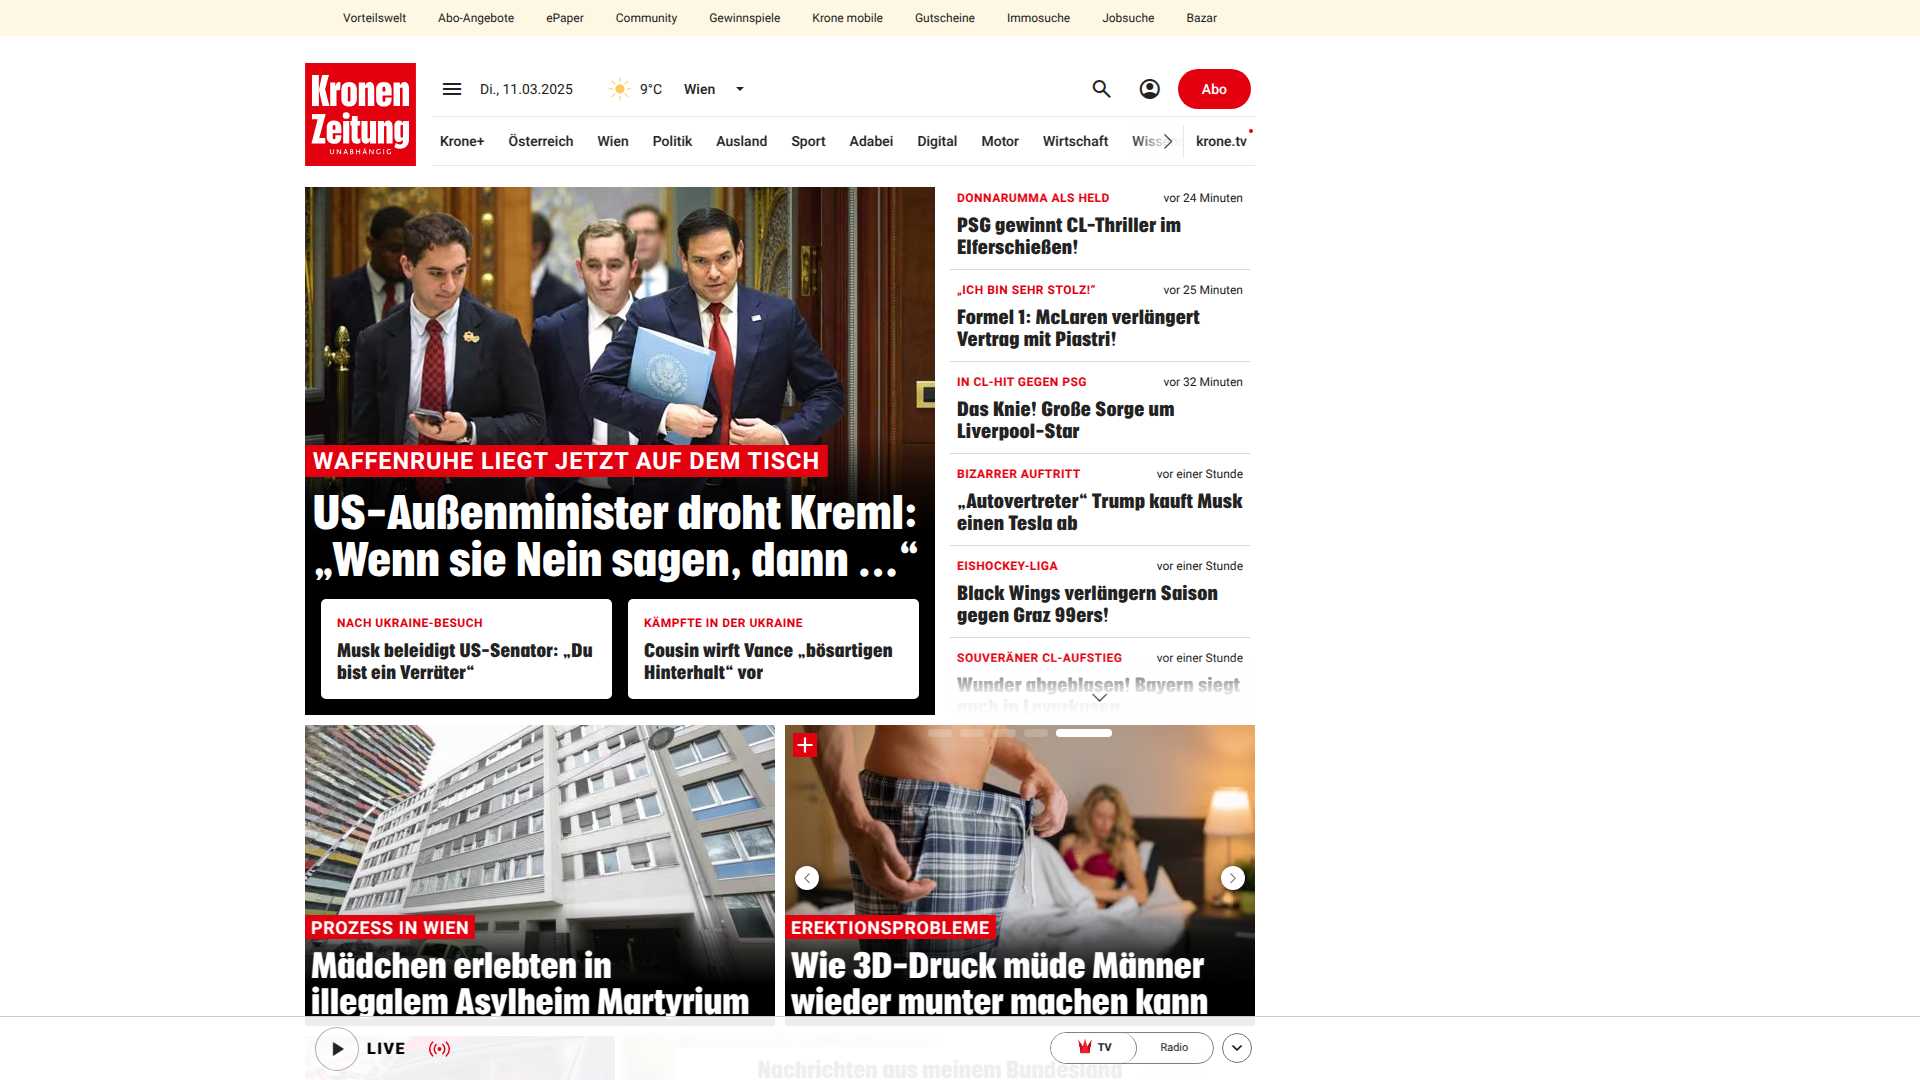 Vorteilswelt Abo-Angebote ePaper Community Gewinnspiele Krone mobile Gutscheine Immosuche Jobsuche Bazar
Kronen
Zeitung
UNABHÄNGIG
Di., 11.03.2025 9°C Wien
Abo
Krone+ Österreich Wien Politik Ausland Sport Adabei Digital Motor Wirtschaft krone.tv
WAFFENRUHE LIEGT JETZT AUF DEM TISCH
US-Außenminister droht Kreml:
„Wenn sie Nein sagen, dann ...“
NACH UKRAINE-BESUCH
Musk beleidigt US-Senator: „Du
bist ein Verräter“
KÄMPFTE IN DER UKRAINE
Cousin wirft Vance „bösartigen
Hinterhalt“ vor
DONNARUMMA ALS HELD vor 24 Minuten
PSG gewinnt CL-Thriller im
Elferschießen!
„ICH BIN SEHR STOLZ!“ vor 25 Minuten
Formel 1: McLaren verlängert
Vertrag mit Piastri!
IN CL-HIT GEGEN PSG vor 32 Minuten
Das Knie! Große Sorge um
Liverpool-Star
BIZARRER AUFTRITT vor einer Stunde
„Autovertreter“ Trump kauft Musk
einen Tesla ab
EISHOCKEY-LIGA vor einer Stunde
Black Wings verlängern Saison
gegen Graz 99ers!
SOUVERÄNER CL-AUFSTIEG vor einer Stunde
Wunder abgeblasen! Bayern siegt
auch in Leverkusen
PROZESS IN WIEN
Mädchen erlebten in
illegalem Asylheim Martyrium
EREKTIONSPROBLEME
Wie 3D-Druck müde Männer
wieder munter machen kann
LIVE
TV Radio
Nachrichten aus meinem Bundesland